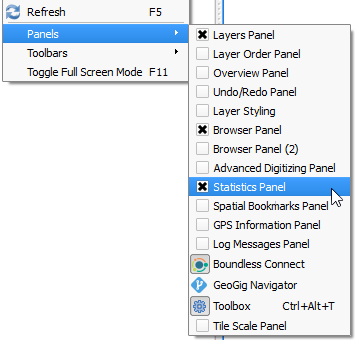 Refresh F5
Panels
Toolbars
Toggle Full Screen Mode F11
Layers Panel
Layer Order Panel
Overview Panel
Undo/Redo Panel
Layer Styling
Browser Panel
Browser Panel (2)
Advanced Digitizing Panel
Statistics Panel
Spatial Bookmarks Panel
GPS Information Panel
Log Messages Panel
Boundless Connect
GeoGig Navigator
Toolbox Ctrl+Alt+T
Tile Scale Panel